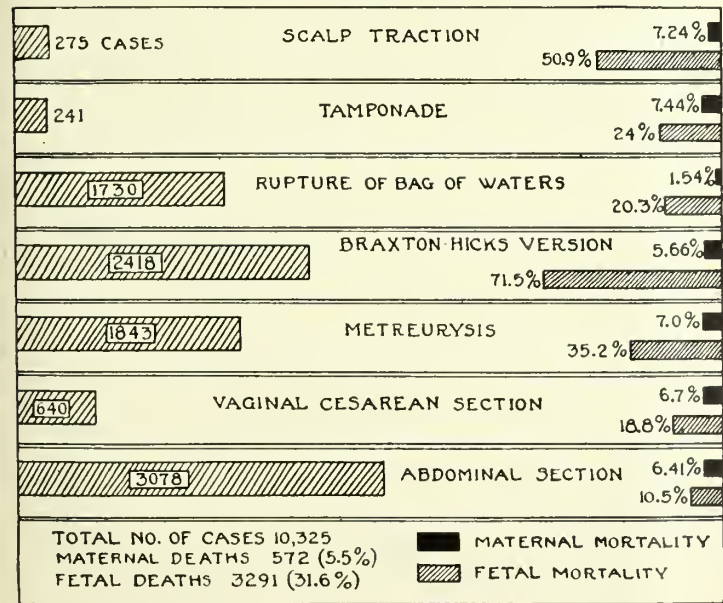 275 CASES SCALP TRACTION 7.24%
50.9%
241 TAMPONADE 7.44%
24%
1730 RUPTURE OF BAG OF WATERS 1.54%
20.3%
2418 BRAXTON-HICKS VERSION 5.66%
71.5%
1843 METREURYSIS 7.0%
35.2%
640 VAGINAL CESAREAN SECTION 6.7%
18.8%
3078 ABDOMINAL SECTION 6.41%
10.5%
TOTAL NO. OF CASES 10,325 MATERNAL MORTALITY
MATERNAL DEATHS 572 (5.5%)
FETAL DEATHS 3291 (31.6%) FETAL MORTALITY